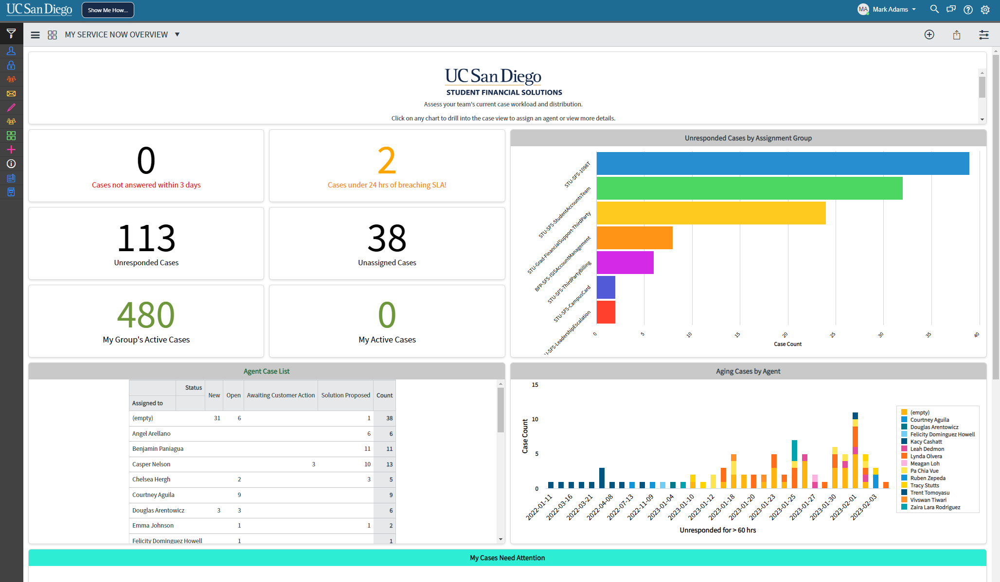 UC San Diego
Show Me How...
MA
Mark Adams
MY SERVICE NOW OVERVIEW
UC San Diego
STUDENT FINANCIAL SOLUTIONS
Assess your team's current case workload and distribution.
Click on any chart to drill into the case view to assign an agent or view more details.
0
Cases not answered within 3 days
2
Cases under 24 hrs of breaching SLA!
113
Unresponded Cases
38
Unassigned Cases
480
My Group's Active Cases
0
My Active Cases
Unresponded Cases by Assignment Group
STU-SFS-1098T
STU-SFS-StudentAccountsTeam
STU-Grad-FinancialSupport-ThirdParty
BFP-SFS-ISISAccountManagement
STU-SFS-ThirdPartyBilling
STU-SFS-CampusCard
-SFS-LeadershipEscalation
0 5 10 15 20 25 30 35 40
Case Count
Agent Case List
Status New Open Awaiting Customer Action Solution Proposed Count
Assigned to
(empty) 31 6 1 38
Angel Arellano 6 6
Benjamin Paniagua 11 11
Casper Nelson 3 10 13
Chelsea Hergh 2 3 5
Courtney Aguila 9 9
Douglas Arentowicz 3 3 6
Emma Johnson 1 1 2
Felicity Dominguez Howell 1 1
Aging Cases by Agent
15
10
5
0
Case Count
2022-01-11 2022-03-16 2022-03-21 2022-04-08 2022-07-13 2022-11-09 2023-01-04 2023-01-10 2023-01-12 2023-01-18 2023-01-20 2023-01-23 2023-01-25 2023-01-27 2023-01-30 2023-02-01 2023-02-03
Unresponded for > 60 hrs
(empty)
Courtney Aguila
Douglas Arentowicz
Felicity Dominguez Howell
Kacy Cashatt
Leah Dedmon
Lynda Olvera
Meagan Loh
Pa Chia Vue
Ruben Zepeda
Tracy Stutts
Trent Tomoyasu
Vivswan Tiwari
Zaira Lara Rodriguez
My Cases Need Attention